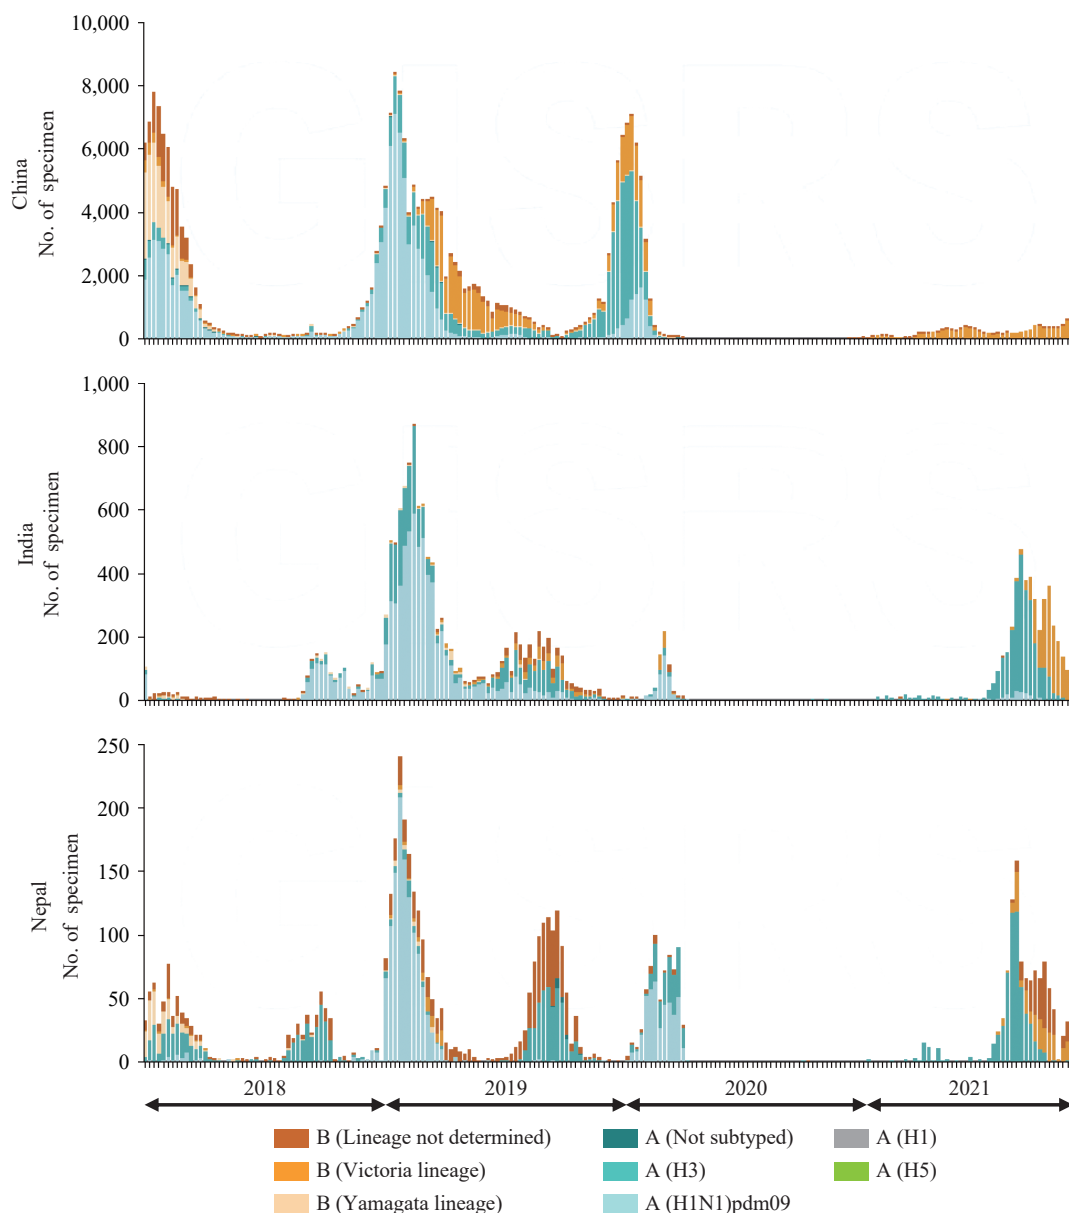 10,000
8,000
6,000
4,000
2,000
0
China
No. of specimen
1,000
800
600
400
200
0
India
No. of specimen
250
200
150
100
50
0
Nepal
No. of specimen
2018 2019 2020 2021
B (Lineage not determined) A (Not subtyped) A (H1)
B (Victoria lineage) A (H3) A (H5)
B (Yamagata lineage) A (H1N1)pdm09